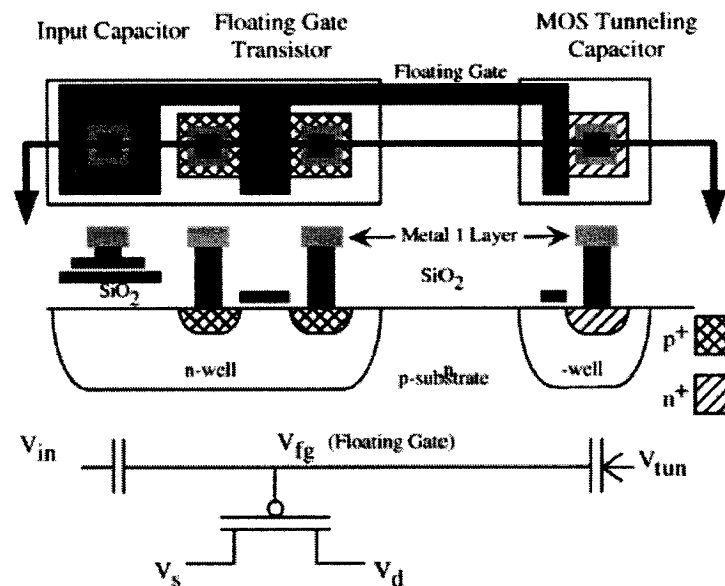 Input Capacitor
Floating Gate
Transistor
MOS Tunneling
Capacitor
Floating Gate
Metal 1 Layer
SiO2
SiO2
n-well
p-substrate
n
-well
p+
n+
Vin
Vfg (Floating Gate)
Vtun
Vs
Vd